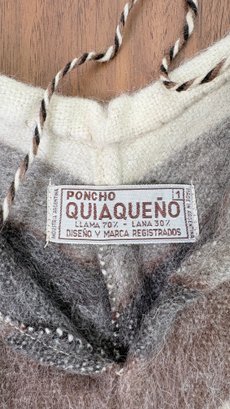 PONCHO 1
QUIAQUEÑO
LLAMA 70% - LANA 30%
DISEÑO Y MARCA REGISTRADOS